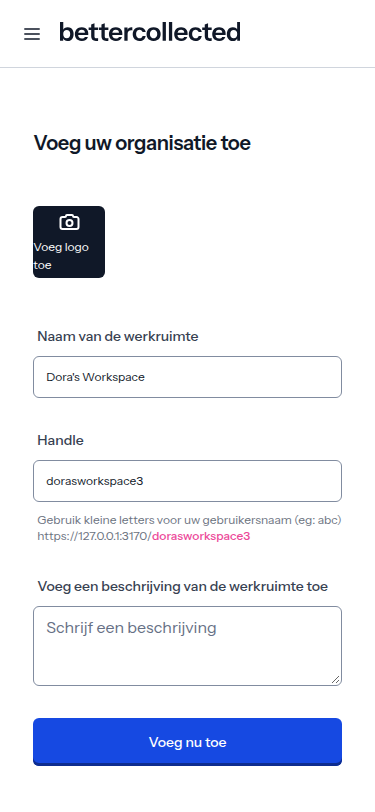 bettercollected
Voeg uw organisatie toe
Voeg logo
toe
Naam van de werkruimte
Dora's Workspace
Handle
dorasworkspace3
Gebruik kleine letters voor uw gebruikersnaam (eg: abc)
https://127.0.0.1:3170/dorasworkspace3
Voeg een beschrijving van de werkruimte toe
Schrijf een beschrijving
Voeg nu toe